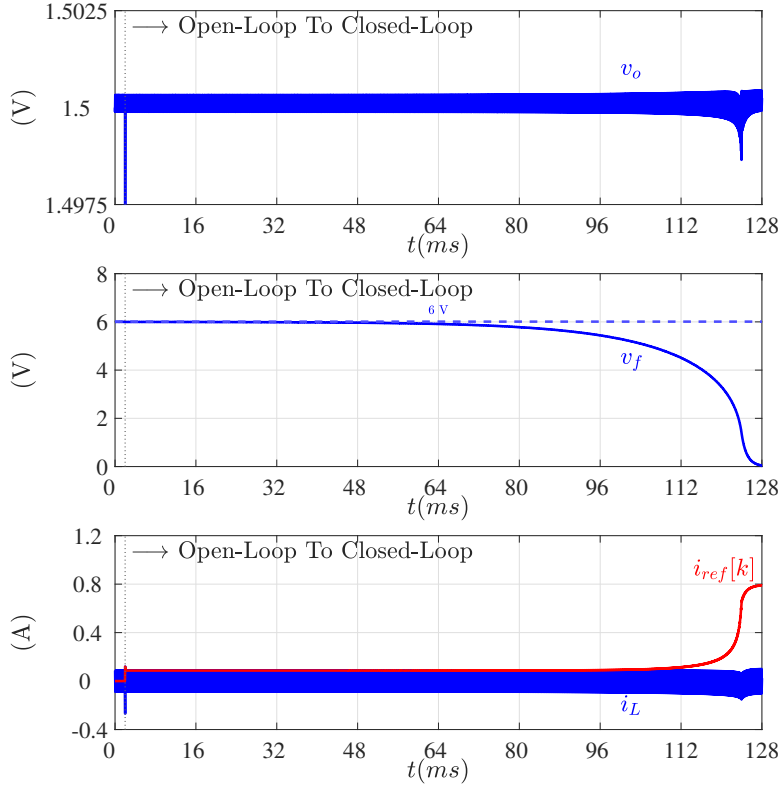 1.5025
⟶ Open-Loop To Closed-Loop
v_o
(V)
1.5
1.4975
0 16 32 48 64 80 96 112 128
t(ms)
8
⟶ Open-Loop To Closed-Loop
6 V
6
(V)
4
v_f
2
0
0 16 32 48 64 80 96 112 128
t(ms)
1.2
⟶ Open-Loop To Closed-Loop
i_{ref}[k]
0.8
(A)
0.4
0
i_L
-0.4
0 16 32 48 64 80 96 112 128
t(ms)